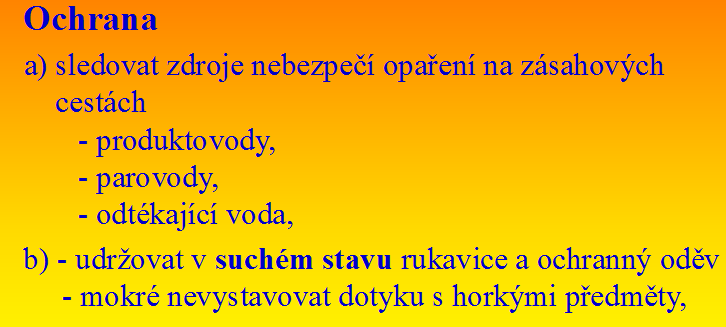 Ochrana
a) sledovat zdroje nebezpečí opaření na zásahových
cestách
- produktovody,
- parovody,
- odtékající voda,
b) - udržovat v suchém stavu rukavice a ochranný oděv
- mokré nevystavovat dotyku s horkými předměty,